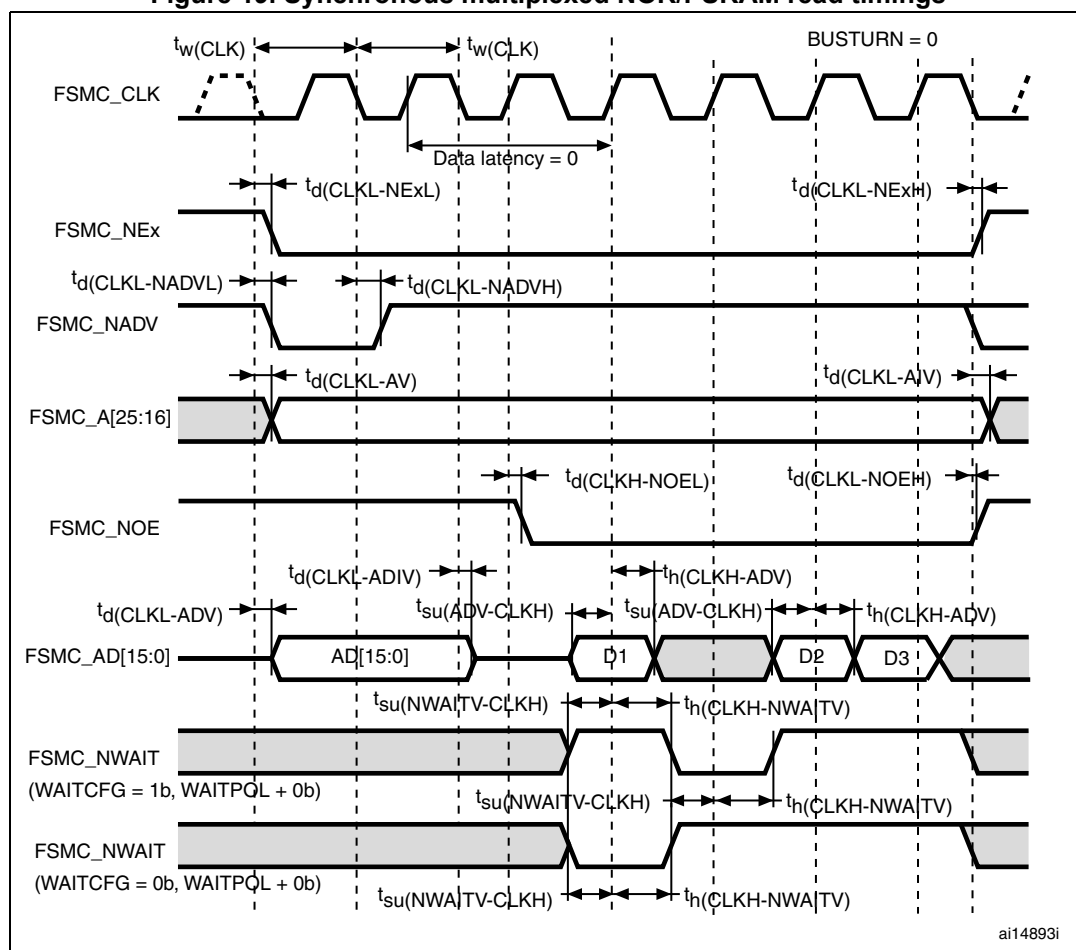 Figure 15. Synchronous multiplexed NOR/PSRAM read timings
tw(CLK) tw(CLK) BUSTURN = 0
FSMC_CLK
Data latency = 0
td(CLKL-NExL) td(CLKL-NExH)
FSMC_NEx
td(CLKL-NADVL) td(CLKL-NADVH)
FSMC_NADV
td(CLKL-AV) td(CLKL-AIV)
FSMC_A[25:16]
td(CLKH-NOEL) td(CLKL-NOEH)
FSMC_NOE
td(CLKL-ADIV) th(CLKH-ADV)
td(CLKL-ADV) tsu(ADV-CLKH) tsu(ADV-CLKH) th(CLKH-ADV)
FSMC_AD[15:0] AD[15:0] D1 D2 D3
tsu(NWAITV-CLKH) th(CLKH-NWAITV)
FSMC_NWAIT
(WAITCFG = 1b, WAITPOL + 0b)
tsu(NWAITV-CLKH) th(CLKH-NWAITV)
FSMC_NWAIT
(WAITCFG = 0b, WAITPOL + 0b)
tsu(NWAITV-CLKH) th(CLKH-NWAITV)
ai14893i